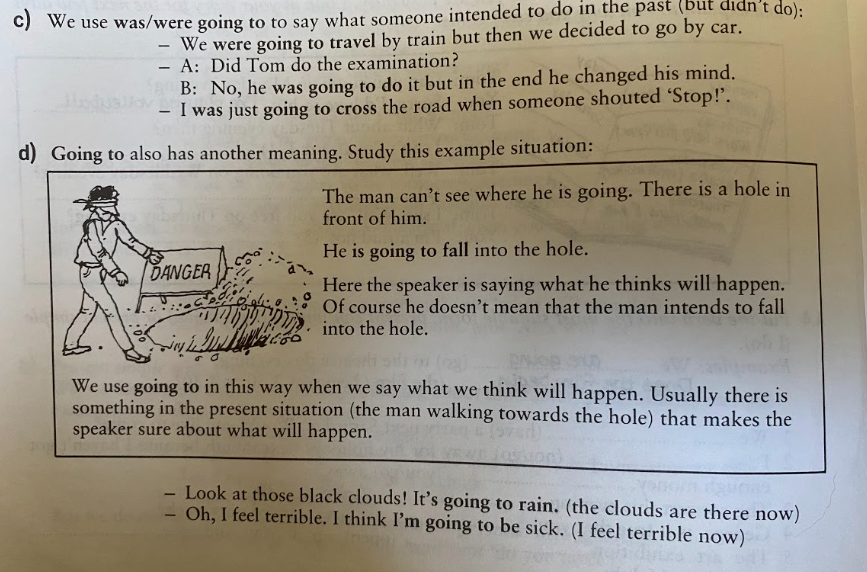 c) We use was/were going to to say what someone intended to do in the past (but didn't do):
– We were going to travel by train but then we decided to go by car.
– A: Did Tom do the examination?
B: No, he was going to do it but in the end he changed his mind.
– I was just going to cross the road when someone shouted 'Stop!'.
d) Going to also has another meaning. Study this example situation:
DANGER
The man can't see where he is going. There is a hole in
front of him.
He is going to fall into the hole.
Here the speaker is saying what he thinks will happen.
Of course he doesn't mean that the man intends to fall
into the hole.
We use going to in this way when we say what we think will happen. Usually there is
something in the present situation (the man walking towards the hole) that makes the
speaker sure about what will happen.
– Look at those black clouds! It's going to rain. (the clouds are there now)
– Oh, I feel terrible. I think I'm going to be sick. (I feel terrible now)